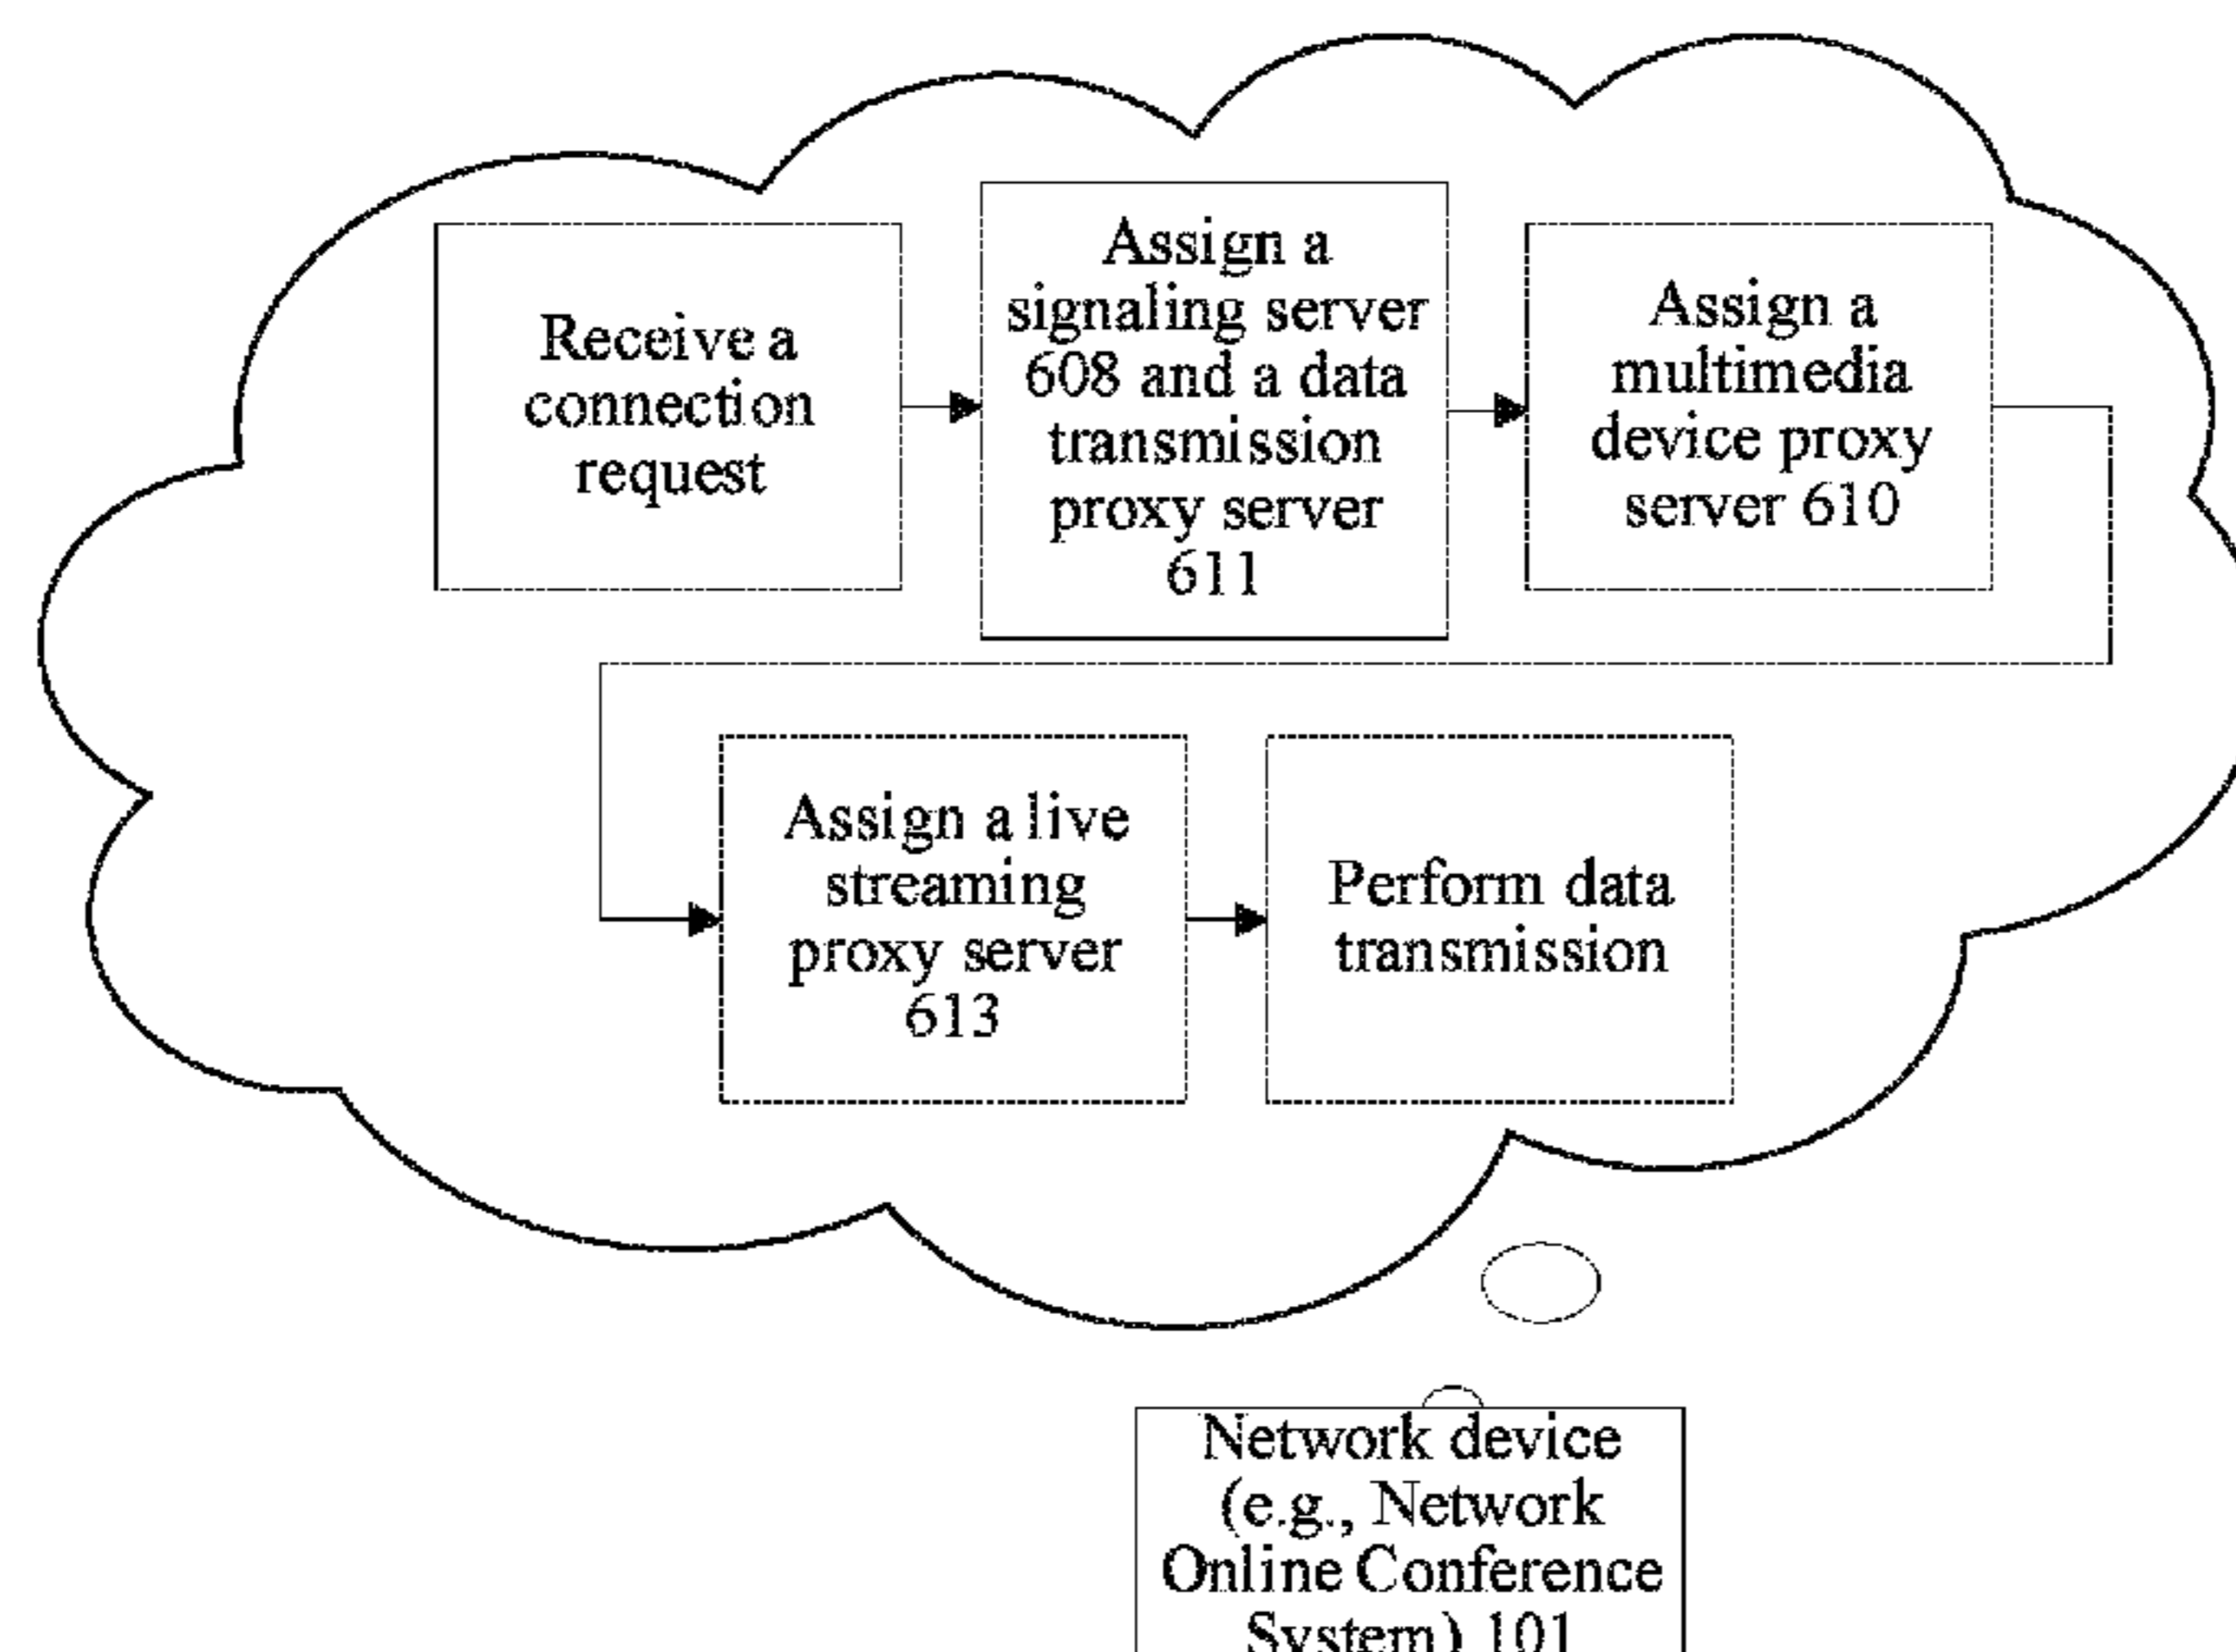 Receive a
connection
request
Assign a
signaling server
608 and a data
transmission
proxy server
611
Assign a
multimedia
device proxy
server 610
Assign a live
streaming
proxy server
613
Perform data
transmission
Network device
(e.g., Network
Online Conference
System) 101